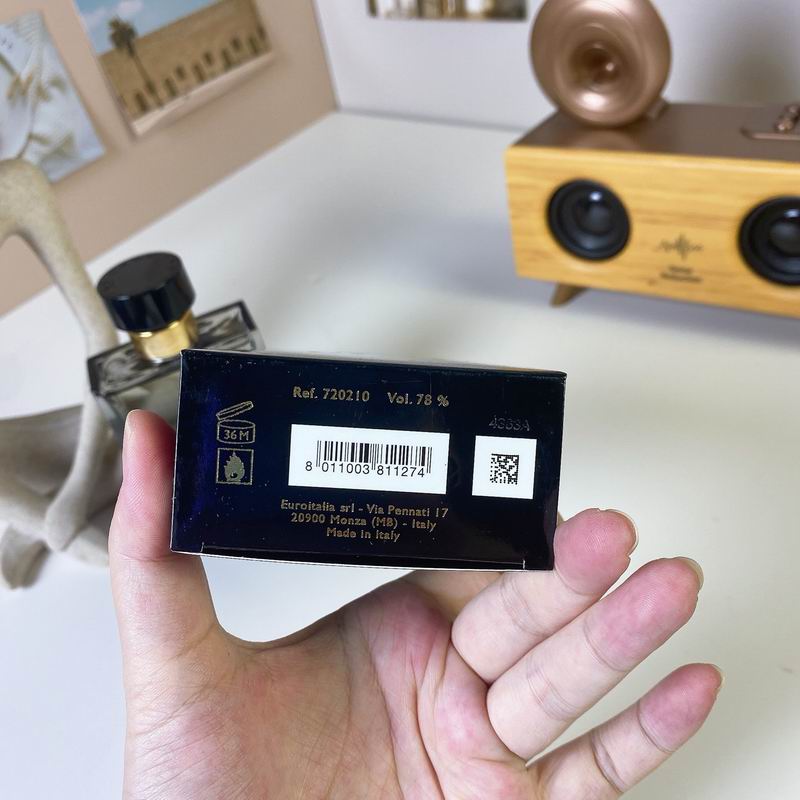 Ref. 720210 Vol. 78 %
4333A
36M
8 011003 811274
Euroitalia srl - Via Pennati 17
20900 Monza (MB) - Italy
Made in Italy